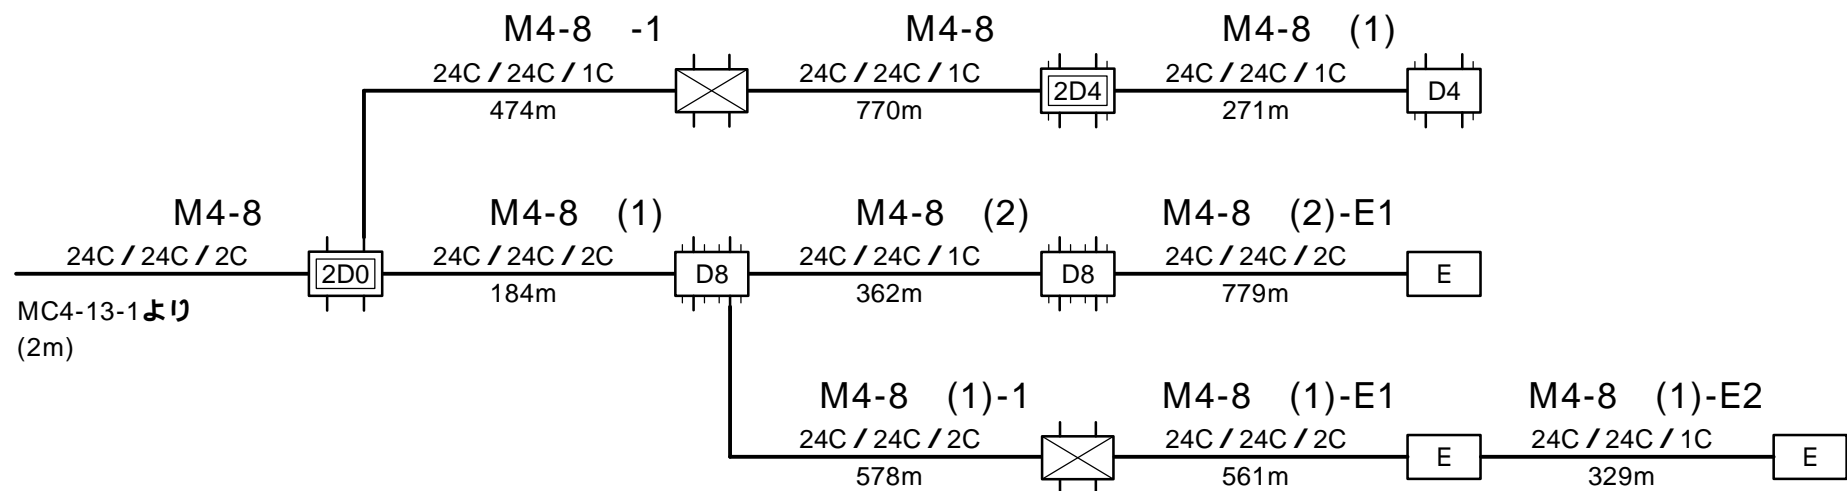 M4-8 -1
M4-8
M4-8 (1)
24C / 24C / 1C
24C / 24C / 1C
24C / 24C / 1C
2D4
D4
474m
770m
271m
M4-8
M4-8 (1)
M4-8 (2)
M4-8 (2)-E1
24C / 24C / 2C
24C / 24C / 2C
24C / 24C / 1C
24C / 24C / 2C
2D0
D8
D8
E
184m
362m
779m
MC4-13-1より
(2m)
M4-8 (1)-1
M4-8 (1)-E1
M4-8 (1)-E2
24C / 24C / 2C
24C / 24C / 2C
24C / 24C / 1C
E
E
578m
561m
329m